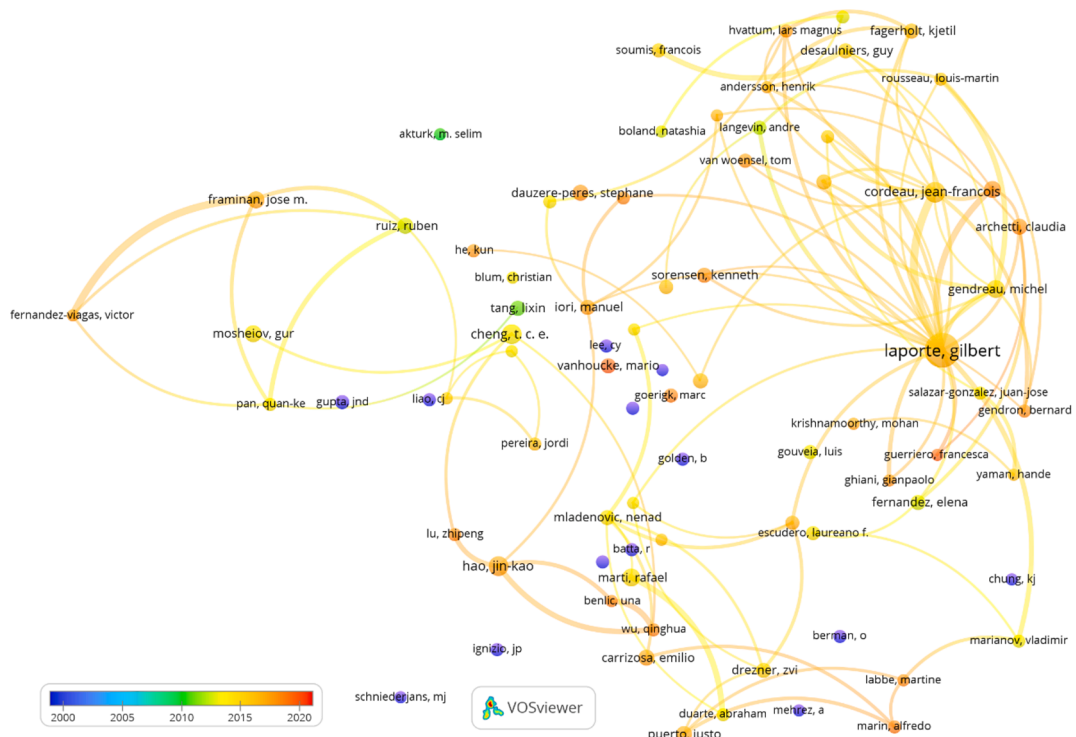 hvattum, lars magnus
fagerholt, kjetil
soumis, francois
desaulniers, guy
rousseau, louis-martin
andersson, henrik
akturk, m. selim
boland, natashia
langevin, andre
van woensel, tom
framinan, jose m.
dauzere-peres, stephane
cordeau, jean-francois
ruiz, ruben
archetti, claudia
he, kun
blum, christian
sorensen, kenneth
gendreau, michel
fernandez-viagas, victor
tang, lixin
iori, manuel
mosheiov, gur
cheng, t. c. e.
lee, cy
laporte, gilbert
vanhoucke, mario
pan, quan-ke
gupta, jnd
liao, cj
goerigk, marc
salazar-gonzalez, juan-jose
gendron, bernard
krishnamoorthy, mohan
pereira, jordi
golden, b
gouveia, luis
guerriero, francesca
ghiani, gianpaolo
yaman, hande
fernandez, elena
mladenovic, nenad
lu, zhipeng
escudero, laureano f.
batta, r
hao, jin-kao
marti, rafael
chung, kj
benlic, una
wu, qinghua
berman, o
marianov, vladimir
ignizio, jp
carrizosa, emilio
drezner, zvi
labbe, martine
schniederjans, mj
VOSviewer
duarte, abraham
mehrez, a
marin, alfredo
puerto, justo
2000 2005 2010 2015 2020